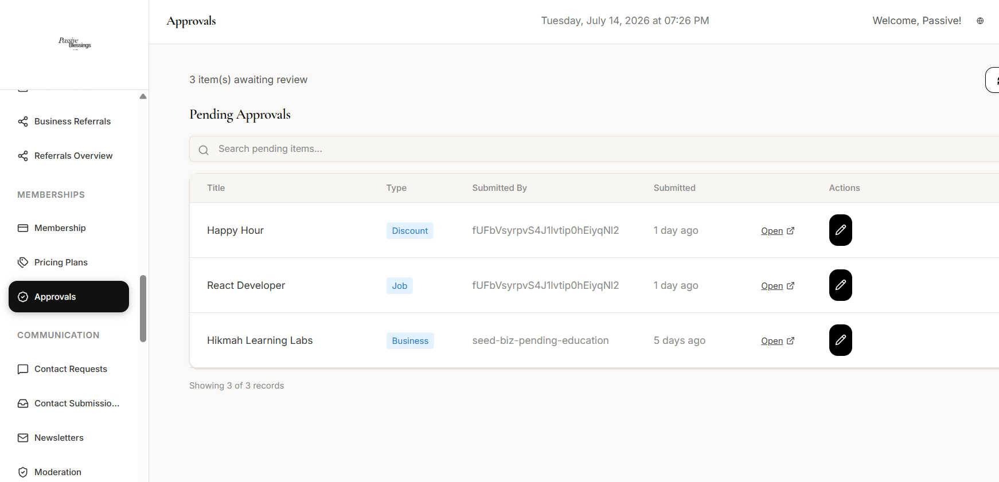 Passive
Blessings
Approvals
Tuesday, July 14, 2026 at 07:26 PM
Welcome, Passive!
Business Referrals
Referrals Overview
MEMBERSHIPS
Membership
Pricing Plans
Approvals
COMMUNICATION
Contact Requests
Contact Submissio...
Newsletters
Moderation
3 item(s) awaiting review
Pending Approvals
Search pending items...
Title Type Submitted By Submitted Actions
Happy Hour Discount fUFbVsyrpvS4J1lvtip0hEiyqNl2 1 day ago Open
React Developer Job fUFbVsyrpvS4J1lvtip0hEiyqNl2 1 day ago Open
Hikmah Learning Labs Business seed-biz-pending-education 5 days ago Open
Showing 3 of 3 records